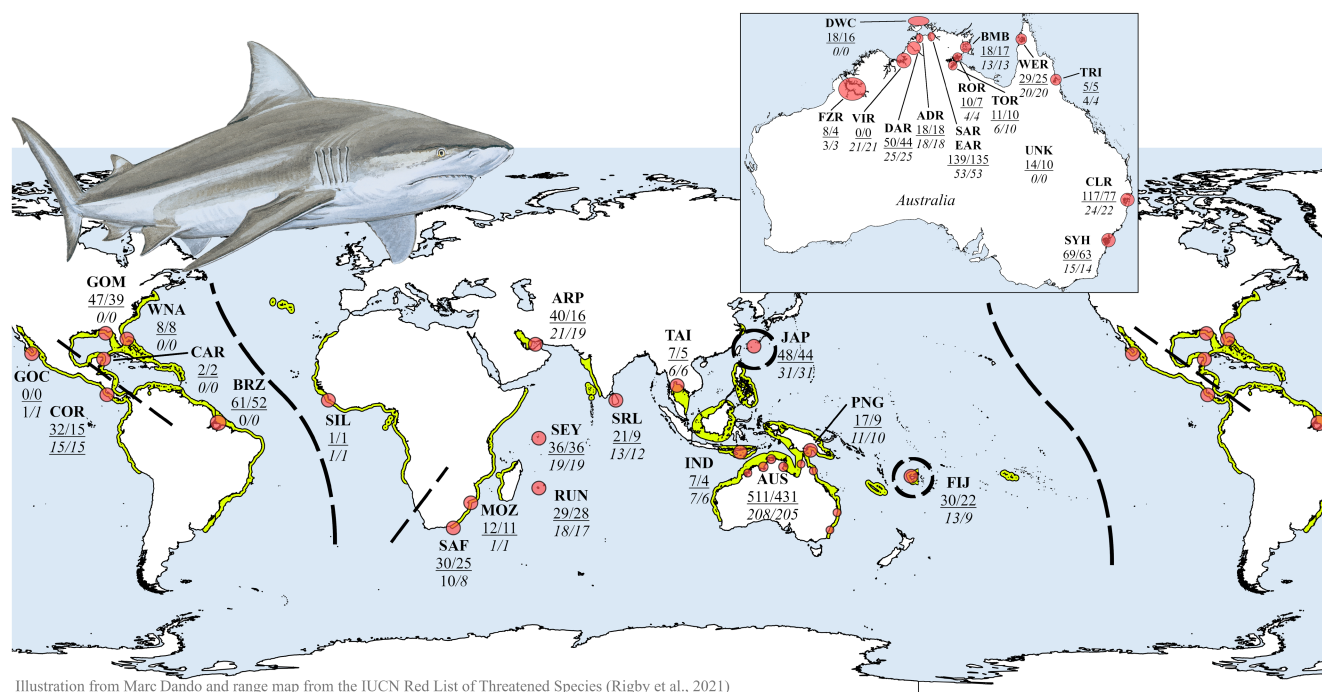 DWC
18/16
0/0
BMB
18/17
13/13
WER
29/25
20/20
TRI
5/5
4/4
ROR
10/7
4/4
TOR
11/10
6/10
FZR
8/4
3/3
VIR
0/0
21/21
DAR
50/44
25/25
ADR
18/18
18/18
SAR
EAR
139/135
53/53
UNK
14/10
0/0
CLR
117/77
24/22
Australia
SYH
69/63
15/14
GOM
47/39
0/0
WNA
8/8
0/0
CAR
2/2
0/0
GOC
0/0
1/1
COR
32/15
15/15
BRZ
61/52
0/0
SIL
1/1
1/1
ARP
40/16
21/19
SEY
36/36
19/19
RUN
29/28
18/17
MOZ
12/11
1/1
SAF
30/25
10/8
SRL
21/9
13/12
TAI
7/5
6/6
JAP
48/44
31/31
PNG
17/9
11/10
IND
7/4
7/6
AUS
511/431
208/205
FIJ
30/22
13/9
Illustration from Marc Dando and range map from the IUCN Red List of Threatened Species (Rigby et al., 2021)